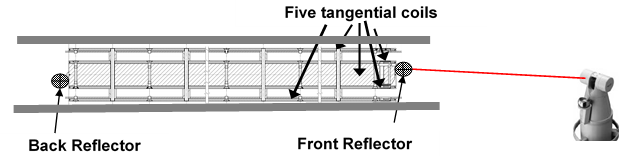 Five tangential coils
Back Reflector
Front Reflector